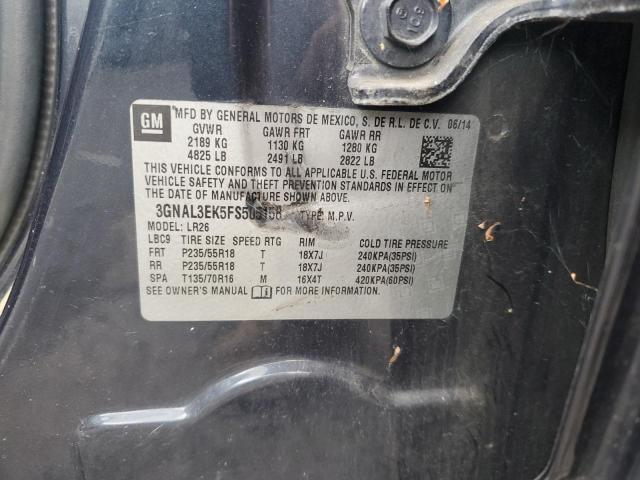 GM
MFD BY GENERAL MOTORS DE MEXICO, S. DE R.L. DE C.V. 06/14
GVWR GAWR FRT GAWR RR
2189 KG 1130 KG 1280 KG
4825 LB 2491 LB 2822 LB
THIS VEHICLE CONFORMS TO ALL APPLICABLE U.S. FEDERAL MOTOR
VEHICLE SAFETY AND THEFT PREVENTION STANDARDS IN EFFECT ON
THE DATE OF MANUFACTURE SHOWN ABOVE.
TYPE: M.P.V.
MODEL: LR26
LBC9 TIRE SIZE SPEED RTG RIM COLD TIRE PRESSURE
FRT P235/55R18 T 18X7J 240KPA(35PSI)
RR P235/55R18 T 18X7J 240KPA(35PSI)
SPA T135/70R16 M 16X4T 420KPA(60PSI)
SEE OWNER'S MANUAL FOR MORE INFORMATION.